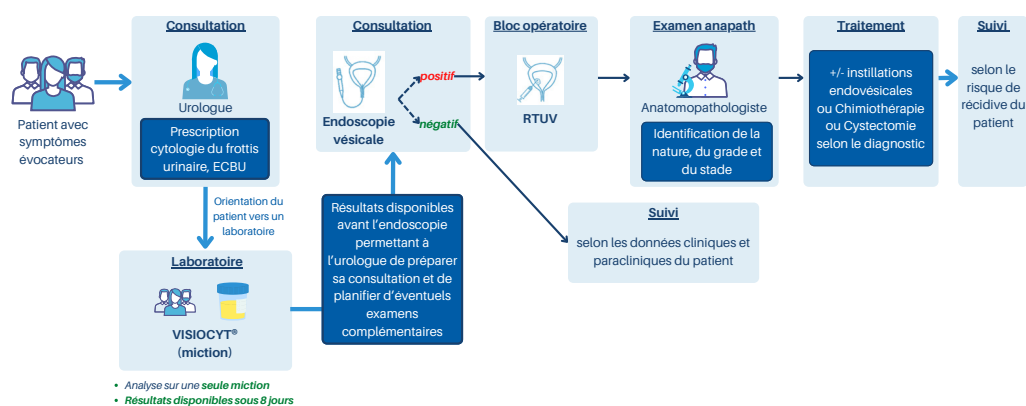 Patient avec
symptômes
évocateurs
Consultation
Urologue
Prescription
cytologie du frottis
urinaire, ECBU
Orientation du
patient vers un
laboratoire
Laboratoire
VISIOCYT®
(miction)
• Analyse sur une seule miction
• Résultats disponibles sous 8 jours
Résultats disponibles
avant l'endoscopie
permettant à
l'urologue de préparer
sa consultation et de
planifier d'éventuels
examens
complémentaires
Consultation
Endoscopie
vésicale
positif
négatif
Bloc opératoire
RTUV
Examen anapath
Anatomopathologiste
Identification de la
nature, du grade et
du stade
Traitement
+/- instillations
endovésicales
ou Chimiothérapie
ou Cystectomie
selon le diagnostic
Suivi
selon le
risque de
récidive du
patient
Suivi
selon les données cliniques et
paracliniques du patient